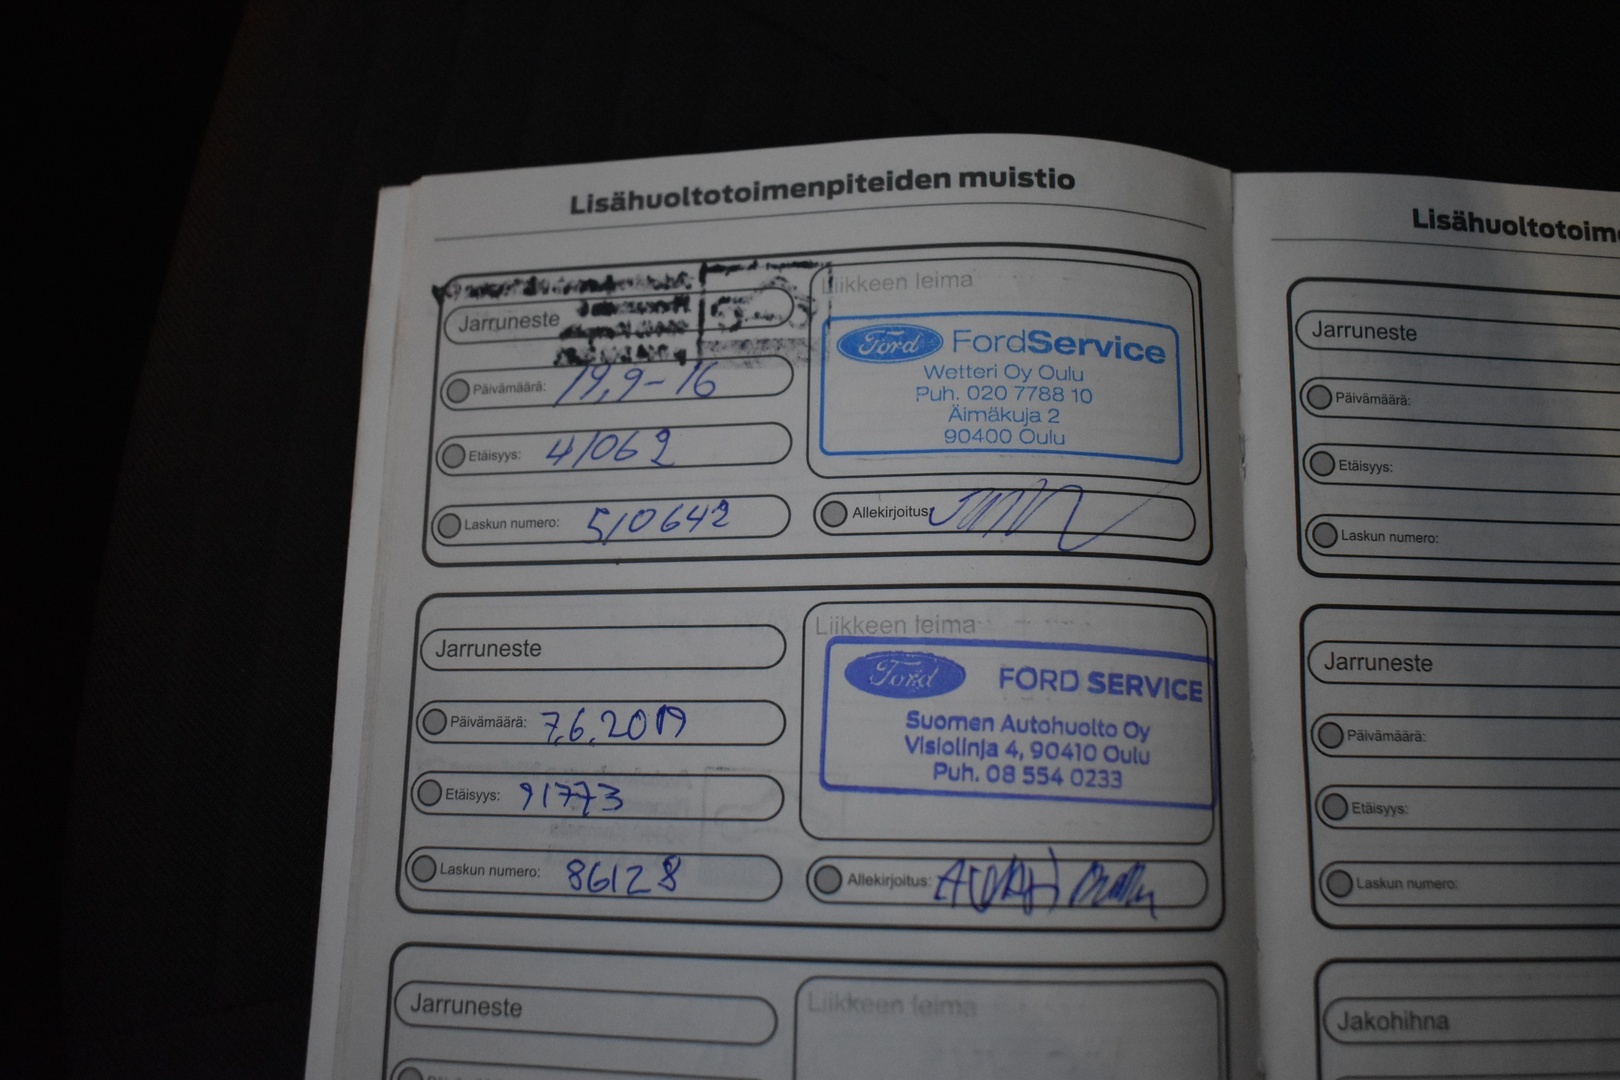 Lisähuoltotoimenpiteiden muistio
Jarruneste
Päivämäärä: 19,9-16
Etäisyys: 41062
Laskun numero: 510642
Liikkeen leima
Ford FordService
Wetteri Oy Oulu
Puh. 020 7788 10
Äimäkuja 2
90400 Oulu
Allekirjoitus:
Jarruneste
Päivämäärä: 7.6.2019
Etäisyys: 91773
Laskun numero: 86128
Liikkeen leima
Ford FORD SERVICE
Suomen Autohuolto Oy
Visiolinja 4, 90410 Oulu
Puh. 08 554 0233
Allekirjoitus:
Jarruneste
Liikkeen leima
Lisähuoltotoim
Jarruneste
Päivämäärä:
Etäisyys:
Laskun numero:
Jarruneste
Päivämäärä:
Etäisyys:
Laskun numero:
Jakohihna